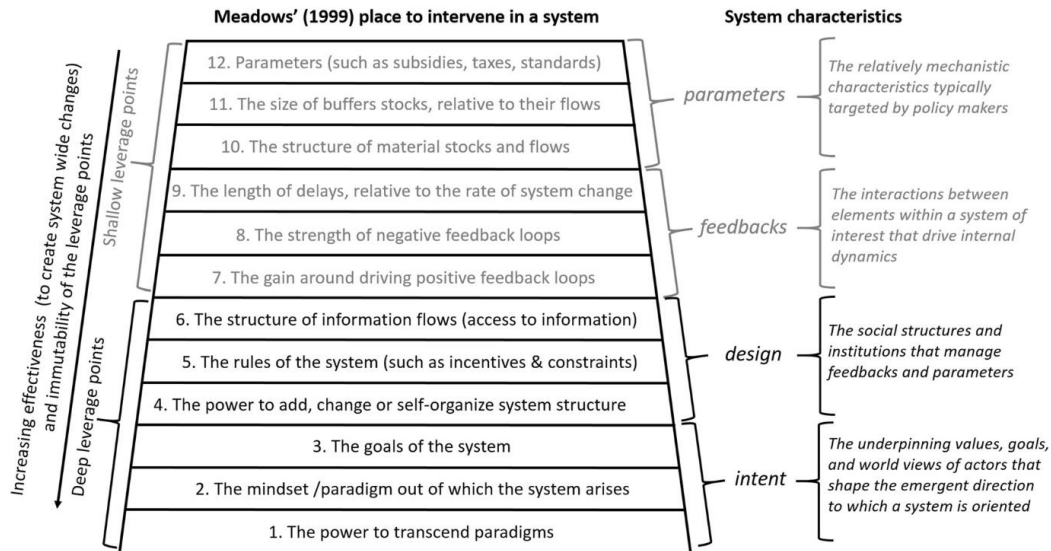 Meadows’ (1999) place to intervene in a system
System characteristics
Increasing effectiveness (to create system wide changes)
and immutability of the leverage points
Shallow leverage points
Deep leverage points
12. Parameters (such as subsidies, taxes, standards)
11. The size of buffers stocks, relative to their flows
10. The structure of material stocks and flows
9. The length of delays, relative to the rate of system change
8. The strength of negative feedback loops
7. The gain around driving positive feedback loops
6. The structure of information flows (access to information)
5. The rules of the system (such as incentives & constraints)
4. The power to add, change or self-organize system structure
3. The goals of the system
2. The mindset /paradigm out of which the system arises
1. The power to transcend paradigms
parameters
The relatively mechanistic
characteristics typically
targeted by policy makers
feedbacks
The interactions between
elements within a system of
interest that drive internal
dynamics
design
The social structures and
institutions that manage
feedbacks and parameters
intent
The underpinning values, goals,
and world views of actors that
shape the emergent direction
to which a system is oriented